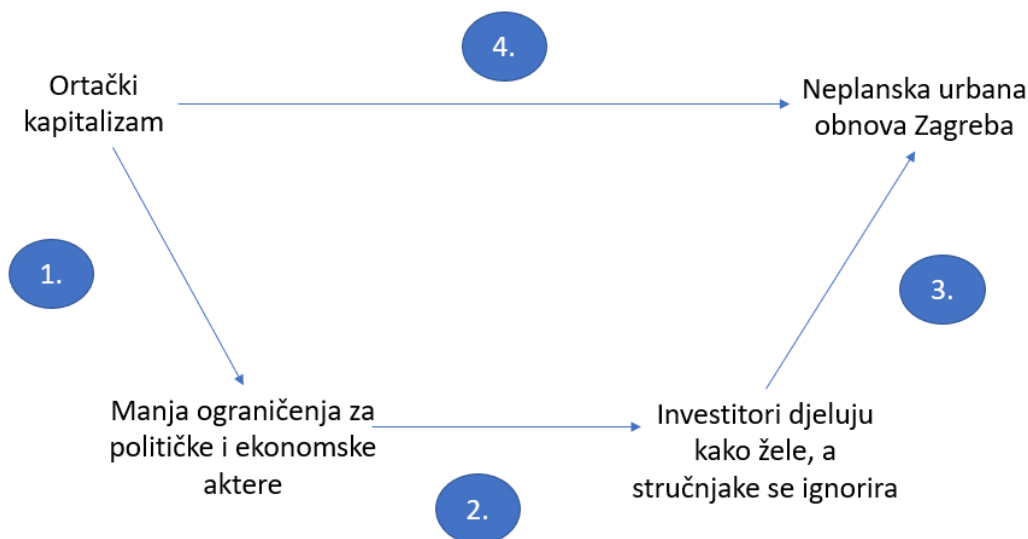 4.
Ortački
kapitalizam
Neplanska urbana
obnova Zagreba
1.
3.
Manja ograničenja za
političke i ekonomske
aktere
Investitori djeluju
kako žele, a
stručnjake se ignorira
2.